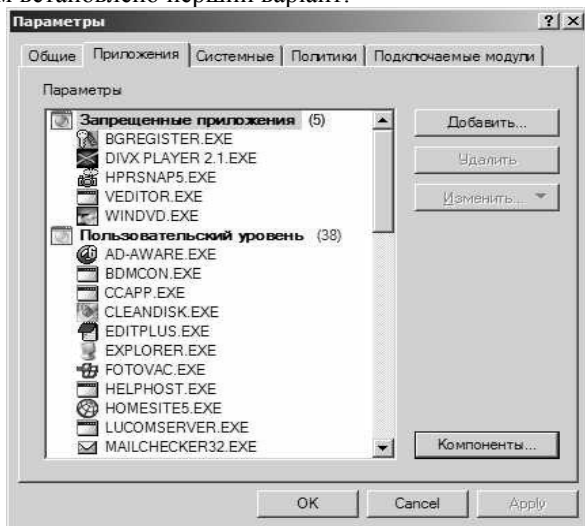 встановлено перший варіант.
Параметры
Общие Приложения Системные Политики Подключаемые модули
Параметры
Запрещенные приложения (5)
BGREGISTER.EXE
DIVX PLAYER 2.1.EXE
HPRSNAP5.EXE
VEDITOR.EXE
WINDVD.EXE
Пользовательский уровень (38)
AD-AWARE.EXE
BDMCON.EXE
CCAPP.EXE
CLEANDISK.EXE
EDITPLUS.EXE
EXPLORER.EXE
FOTOVAC.EXE
HELPHOST.EXE
HOMESITE5.EXE
LUCOMSERVER.EXE
MAILCHECKER32.EXE
Добавить...
Удалить
Изменить...
Компоненты...
OK Cancel Apply